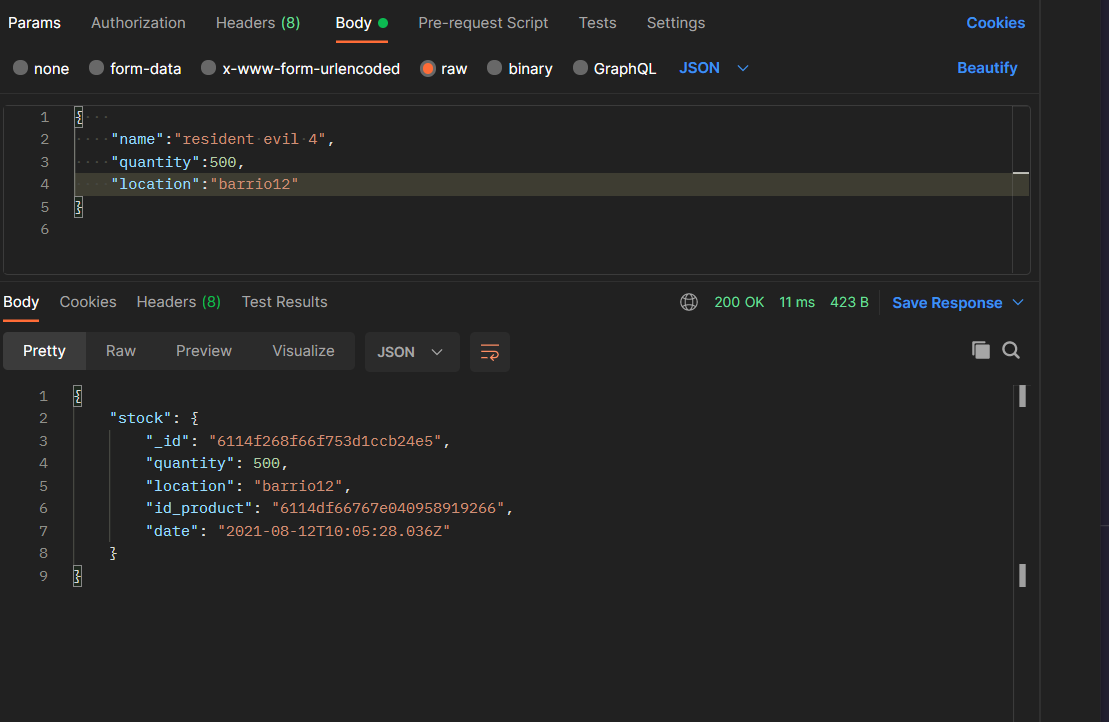 Params Authorization Headers (8) Body Pre-request Script Tests Settings Cookies
none form-data x-www-form-urlencoded raw binary GraphQL JSON Beautify
1 {
2 "name":"resident evil 4",
3 "quantity":500,
4 "location":"barrio12"
5 }
6
Body Cookies Headers (8) Test Results 200 OK 11 ms 423 B Save Response
Pretty Raw Preview Visualize JSON
1 {
2 "stock": {
3 "_id": "6114f268f66f753d1ccb24e5",
4 "quantity": 500,
5 "location": "barrio12",
6 "id_product": "6114df66767e040958919266",
7 "date": "2021-08-12T10:05:28.036Z"
8 }
9 }